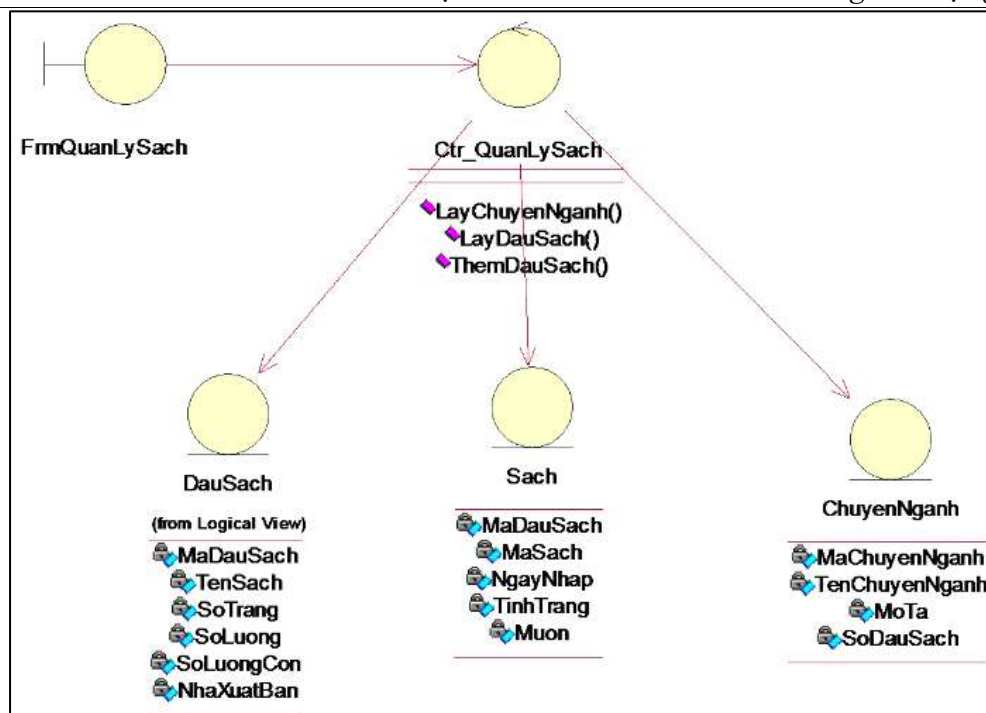 FrmQuanLySach
Ctr_QuanLySach
LayChuyenNganh()
LayDauSach()
ThemDauSach()
DauSach
(from Logical View)
MaDauSach
TenSach
SoTrang
SoLuong
SoLuongCon
NhaXuatBan
Sach
MaDauSach
MaSach
NgayNhap
TinhTrang
Muon
ChuyenNganh
MaChuyenNganh
TenChuyenNganh
MoTa
SoDauSach